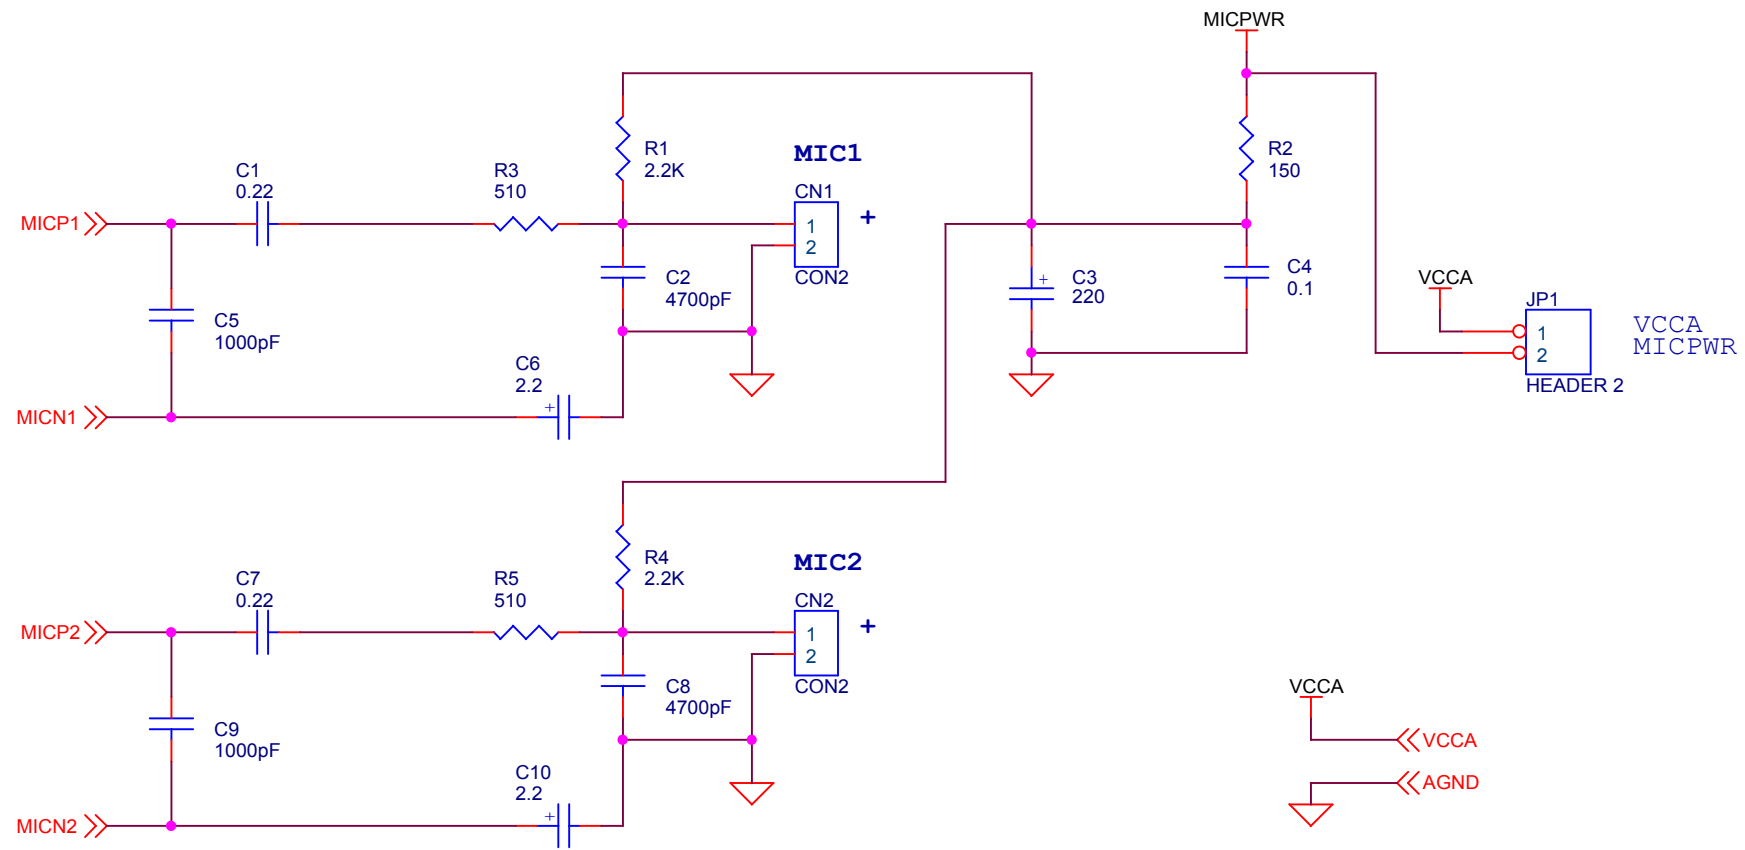 MICPWR
R1
2.2K
MIC1
R2
150
C1
0.22
R3
510
CN1
+
MICP1
1
2
C2
4700pF
CON2
+
C3
220
C4
0.1
VCCA
JP1
1
2
HEADER 2
VCCA
MICPWR
C5
1000pF
C6
2.2
+
MICN1
R4
2.2K
MIC2
C7
0.22
R5
510
CN2
+
MICP2
1
2
C8
4700pF
CON2
VCCA
C9
1000pF
VCCA
C10
2.2
AGND
+
MICN2